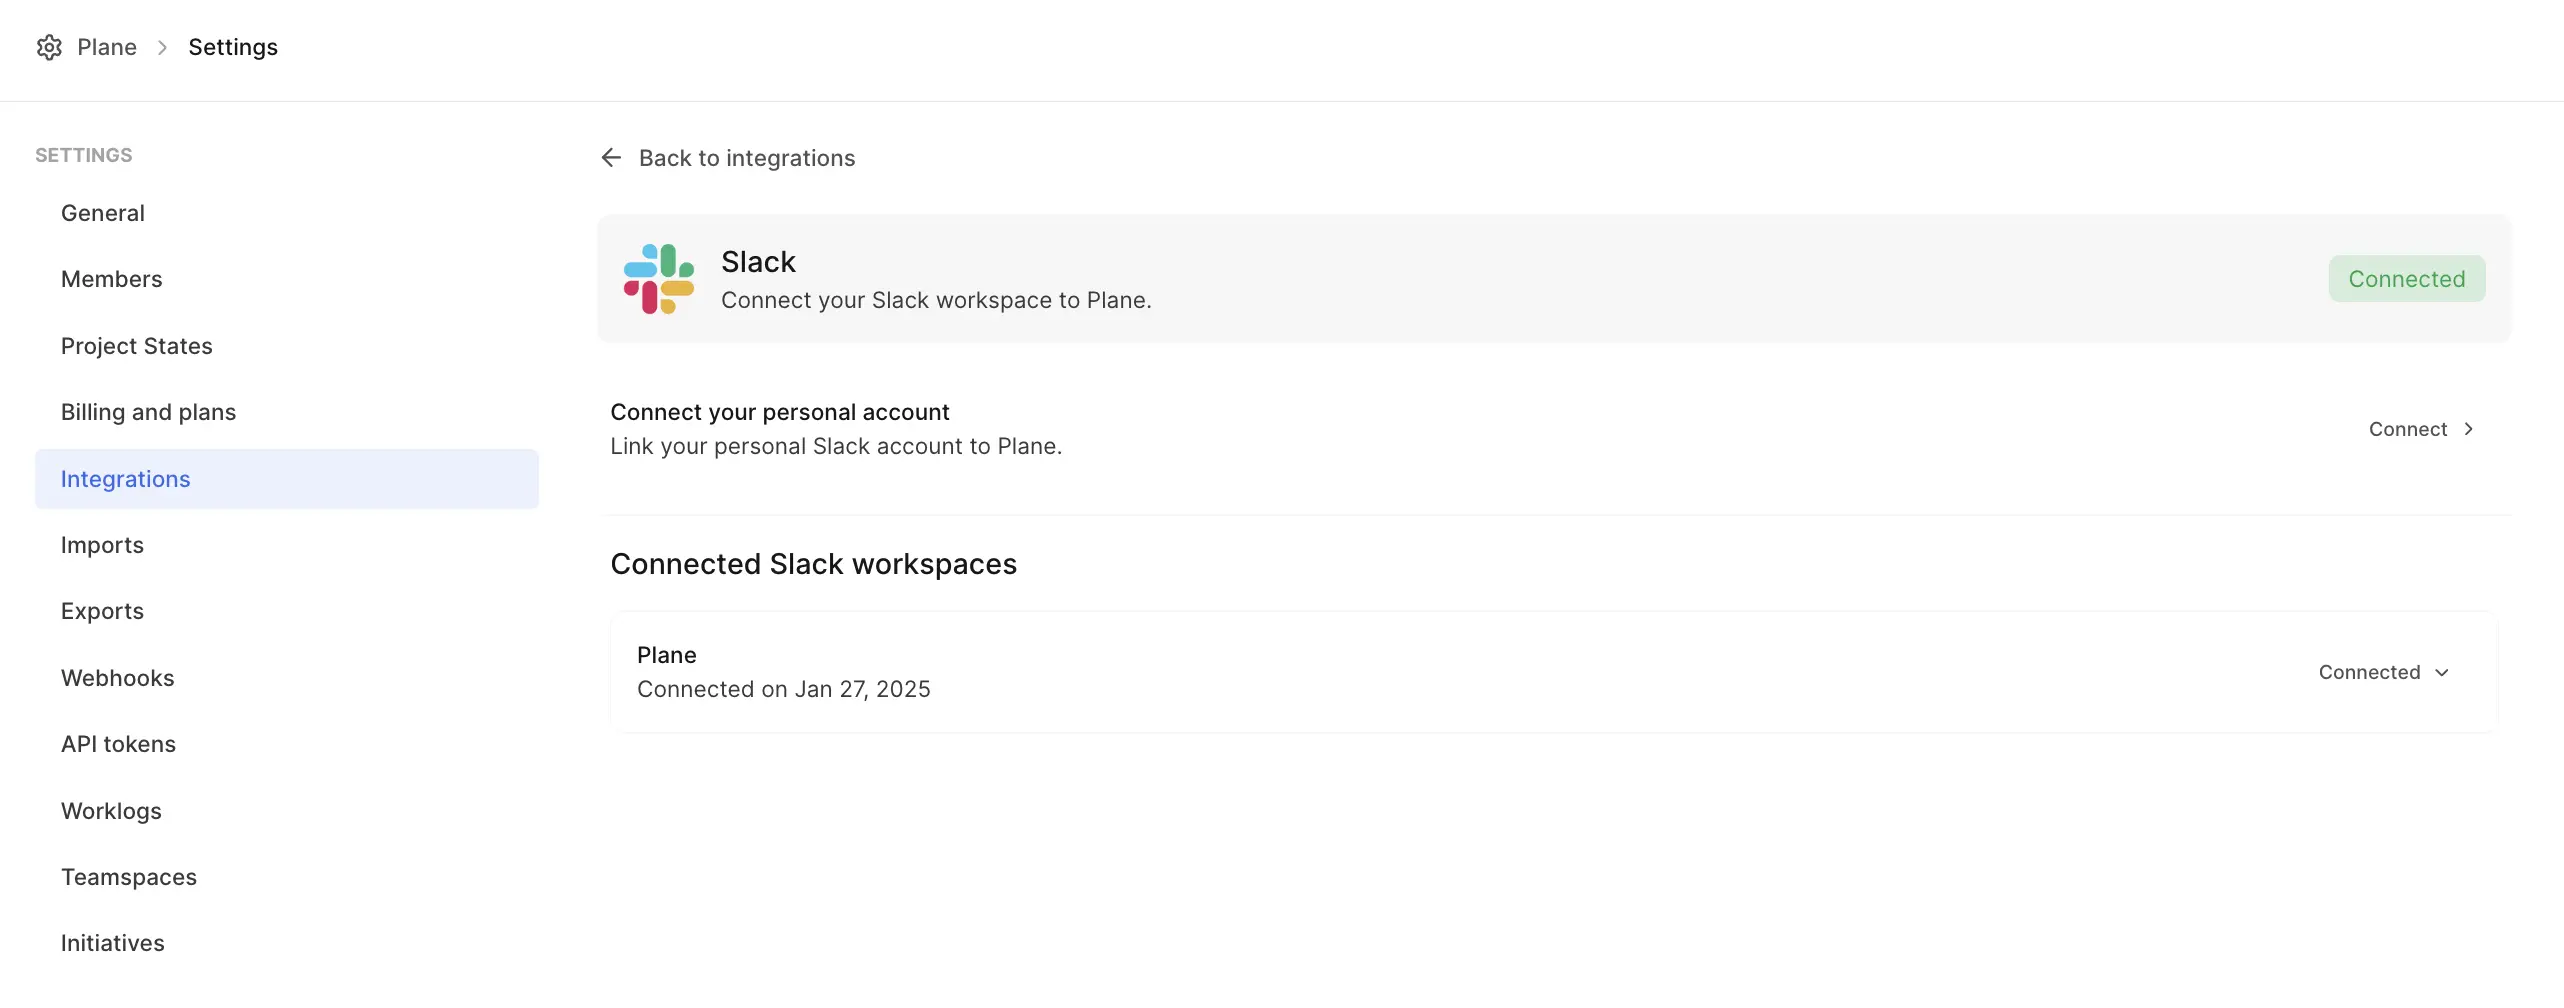 Plane
Settings
SETTINGS
General
Members
Project States
Billing and plans
Integrations
Imports
Exports
Webhooks
API tokens
Worklogs
Teamspaces
Initiatives
Back to integrations
Slack
Connect your Slack workspace to Plane.
Connected
Connect your personal account
Link your personal Slack account to Plane.
Connect
Connected Slack workspaces
Plane
Connected on Jan 27, 2025
Connected